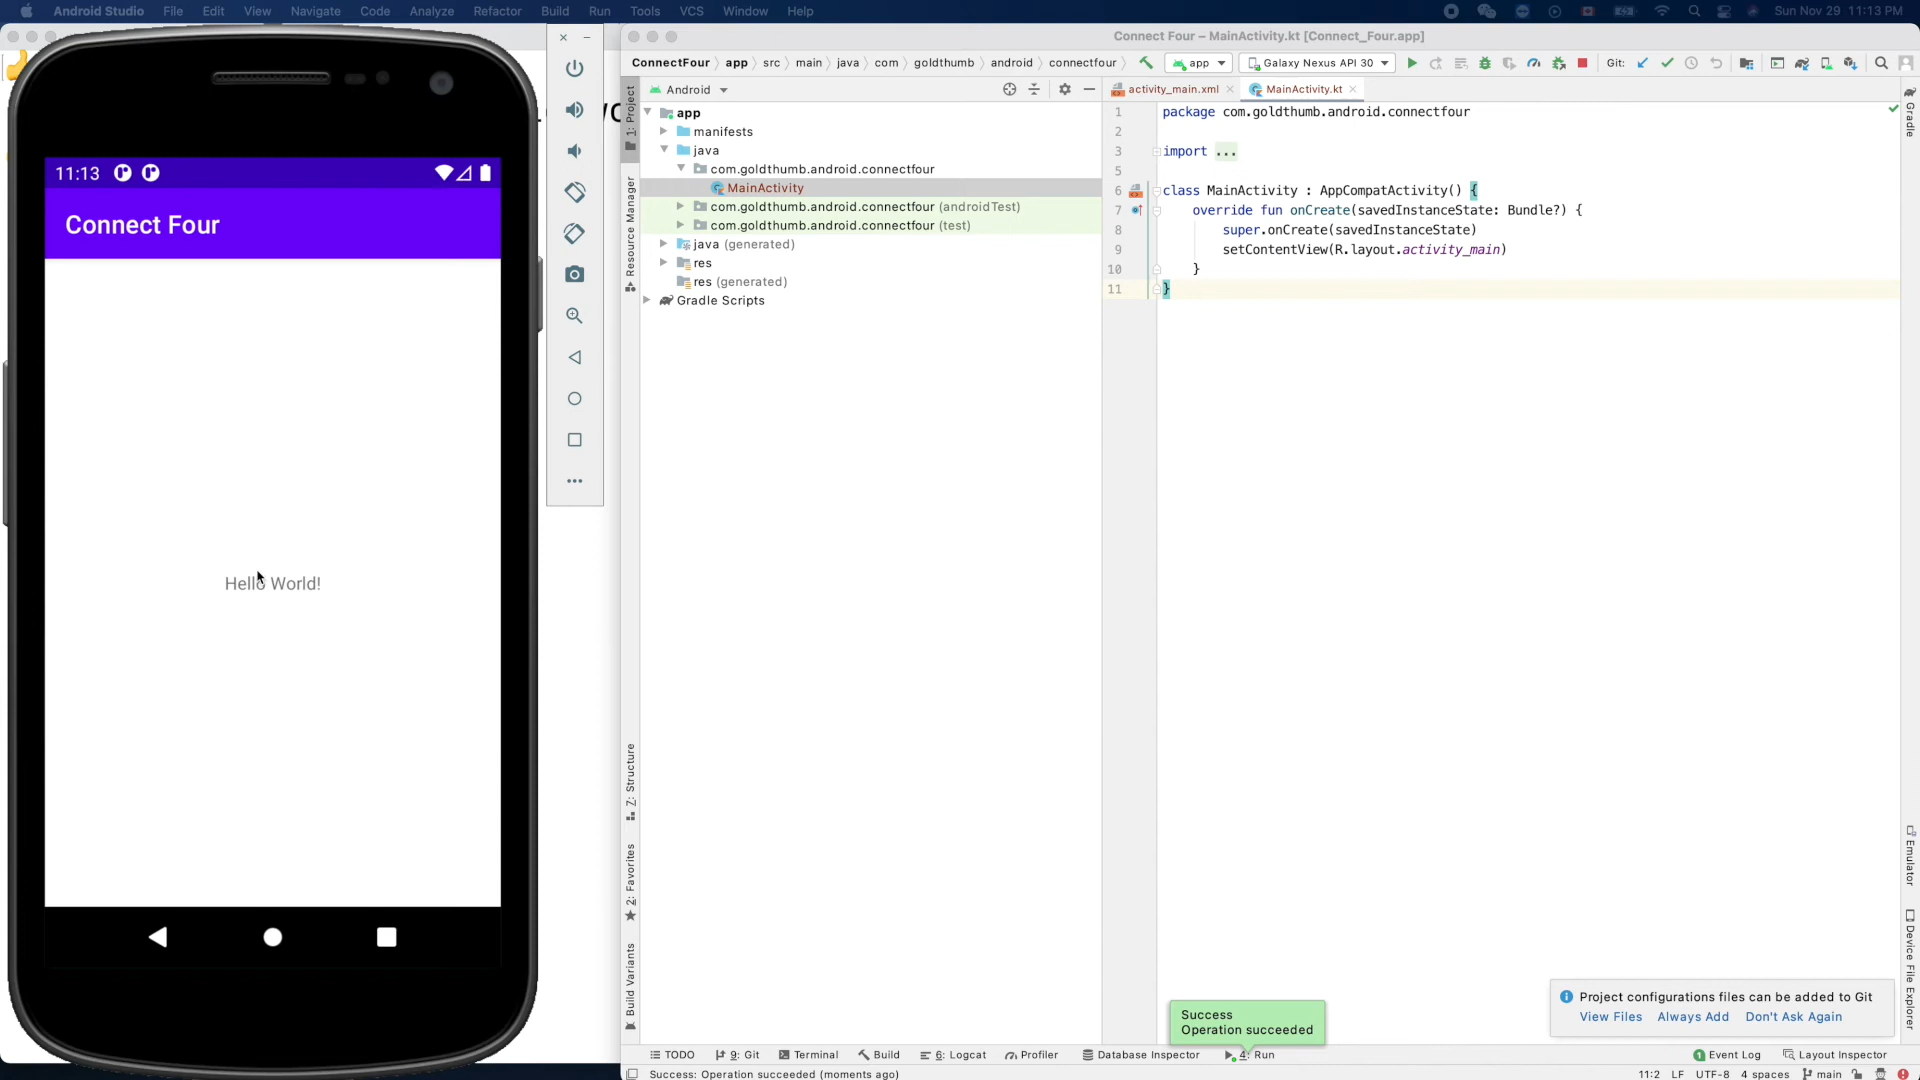 Android Studio File Edit View Navigate Code Analyze Refactor Build Run Tools VCS Window Help
Sun Nov 29 11:13 PM
11:13
Connect Four
Hello World!
Connect Four – MainActivity.kt [Connect_Four.app]
ConnectFour app src main java com goldthumb android connectfour
app
Galaxy Nexus API 30
Git:
1: Project
Resource Manager
7: Structure
2: Favorites
Build Variants
Android
app
manifests
java
com.goldthumb.android.connectfour
MainActivity
com.goldthumb.android.connectfour (androidTest)
com.goldthumb.android.connectfour (test)
java (generated)
res
res (generated)
Gradle Scripts
activity_main.xml
MainActivity.kt
1 package com.goldthumb.android.connectfour
2
3 import ...
5
6 class MainActivity : AppCompatActivity() {
7 override fun onCreate(savedInstanceState: Bundle?) {
8 super.onCreate(savedInstanceState)
9 setContentView(R.layout.activity_main)
10 }
11 }
Gradle
Emulator
Device File Explorer
Success
Operation succeeded
Project configurations files can be added to Git
View Files Always Add Don't Ask Again
TODO 9: Git Terminal Build 6: Logcat Profiler Database Inspector 4: Run
1 Event Log Layout Inspector
Success: Operation succeeded (moments ago)
11:2 LF UTF-8 4 spaces main